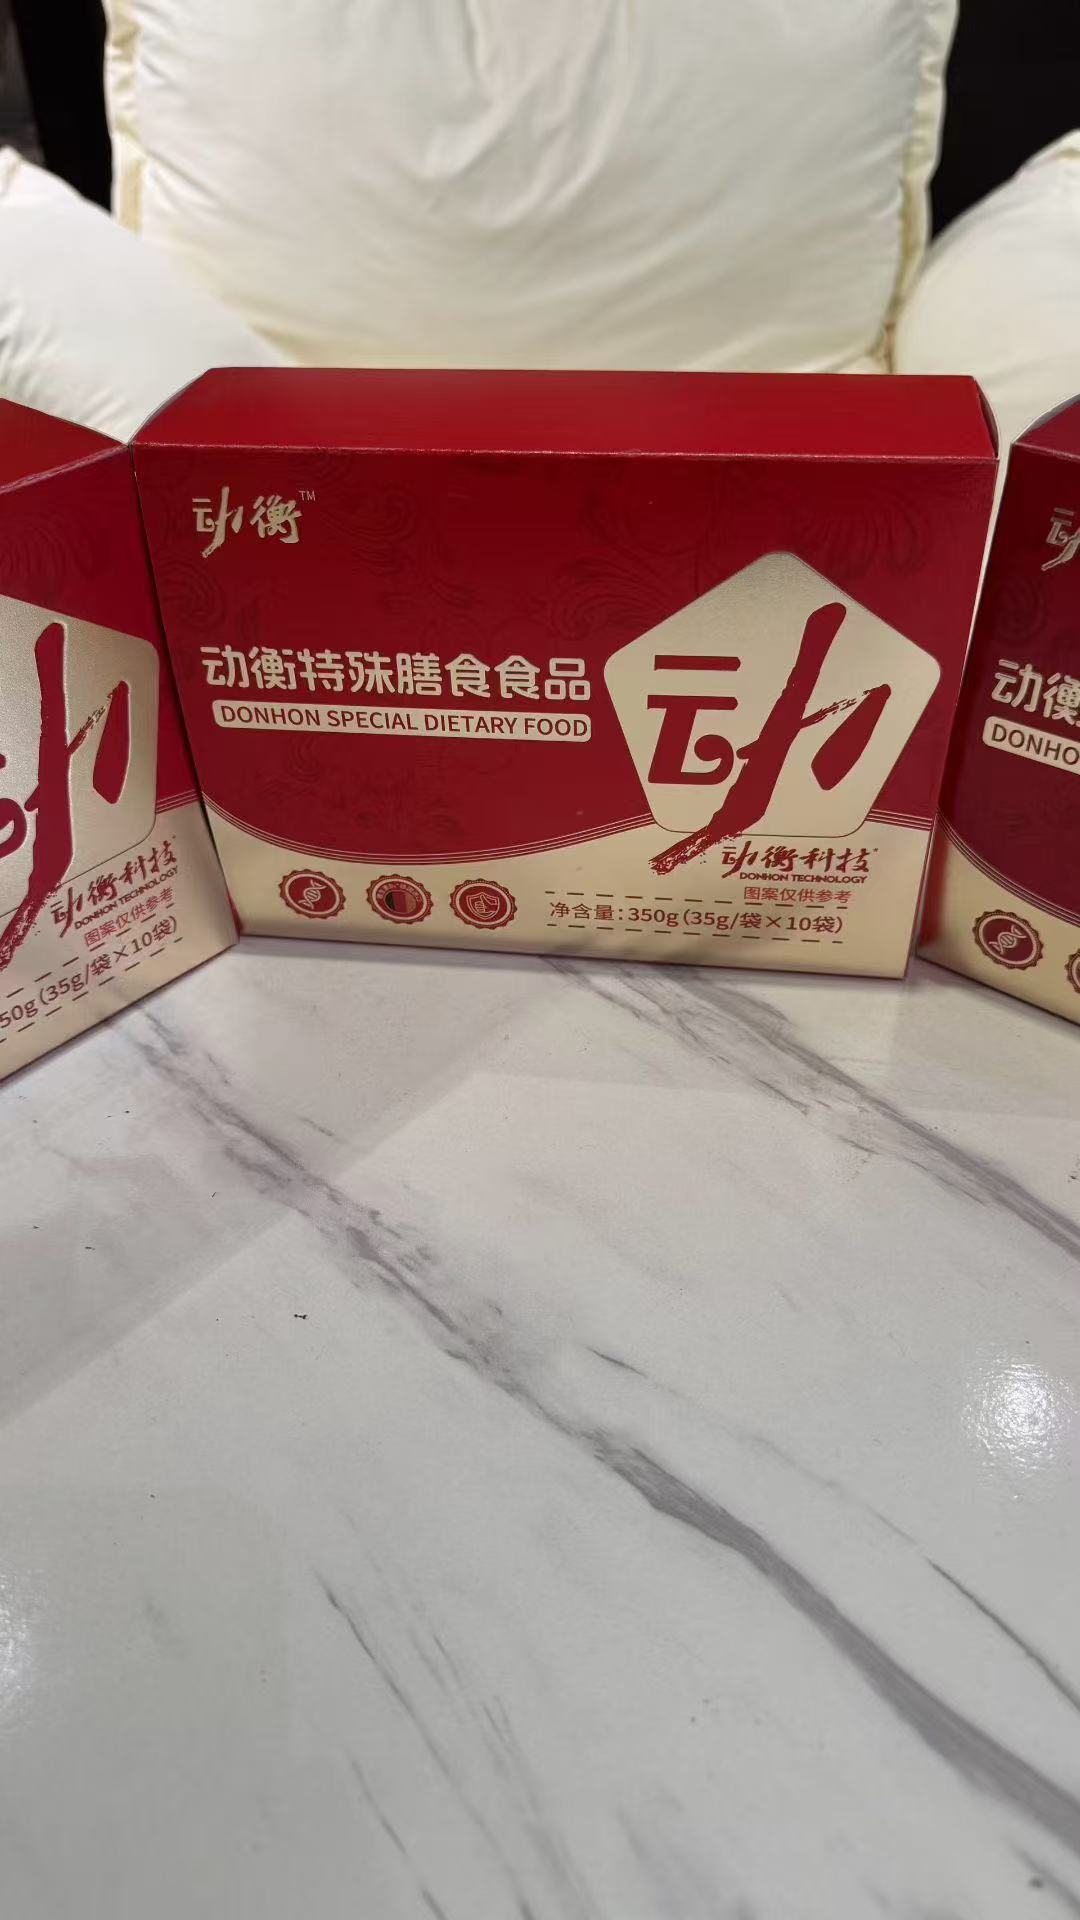 动衡™
动衡特殊膳食食品
DONHON SPECIAL DIETARY FOOD
动
动衡科技
DONHON TECHNOLOGY
图案仅供参考
净含量:350g(35g/袋×10袋)
动
动衡科技
DONHON TECHNOLOGY
图案仅供参考
50g(35g/袋×10袋)
动
动衡
DONHO